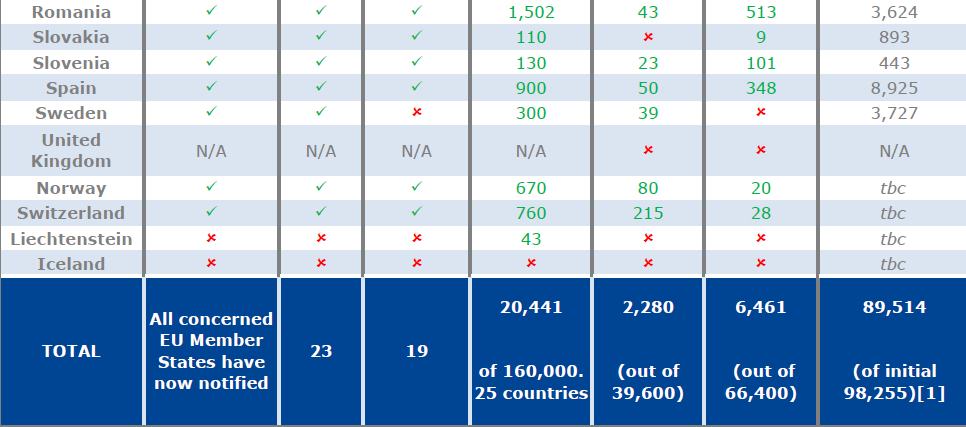 Romania ✓ ✓ ✓ 1,502 43 513 3,624
Slovakia ✓ ✓ ✓ 110 ✗ 9 893
Slovenia ✓ ✓ ✓ 130 23 101 443
Spain ✓ ✓ ✓ 900 50 348 8,925
Sweden ✓ ✓ ✗ 300 39 ✗ 3,727
United
Kingdom N/A N/A N/A N/A ✗ ✗ N/A
Norway ✓ ✓ ✓ 670 80 20 tbc
Switzerland ✓ ✓ ✓ 760 215 28 tbc
Liechtenstein ✗ ✗ ✗ 43 ✗ ✗ tbc
Iceland ✗ ✗ ✗ ✗ ✗ ✗ tbc
TOTAL
All concerned
EU Member
States have
now notified
23
19
20,441
of 160,000.
25 countries
2,280
(out of
39,600)
6,461
(out of
66,400)
89,514
(of initial
98,255)[1]